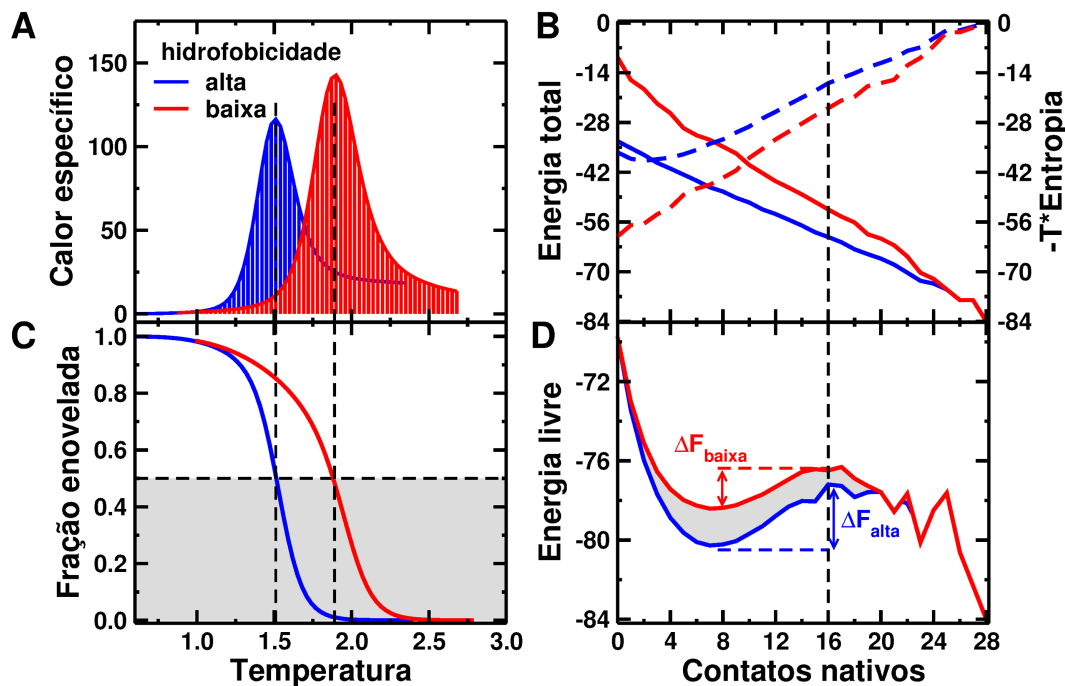 A
hidrofobicidade
alta
baixa
Calor específico
150
100
50
0
B
Energia total
0
-14
-28
-42
-56
-70
-84
-T*Entropia
0
-14
-28
-42
-56
-70
-84
C
Fração enovelada
1.0
0.8
0.6
0.4
0.2
0.0
1.0
1.5
2.0
2.5
3.0
Temperatura
D
Energia livre
-72
-76
-80
-84
ΔFbaixa
ΔFalta
0
4
8
12
16
20
24
28
Contatos nativos